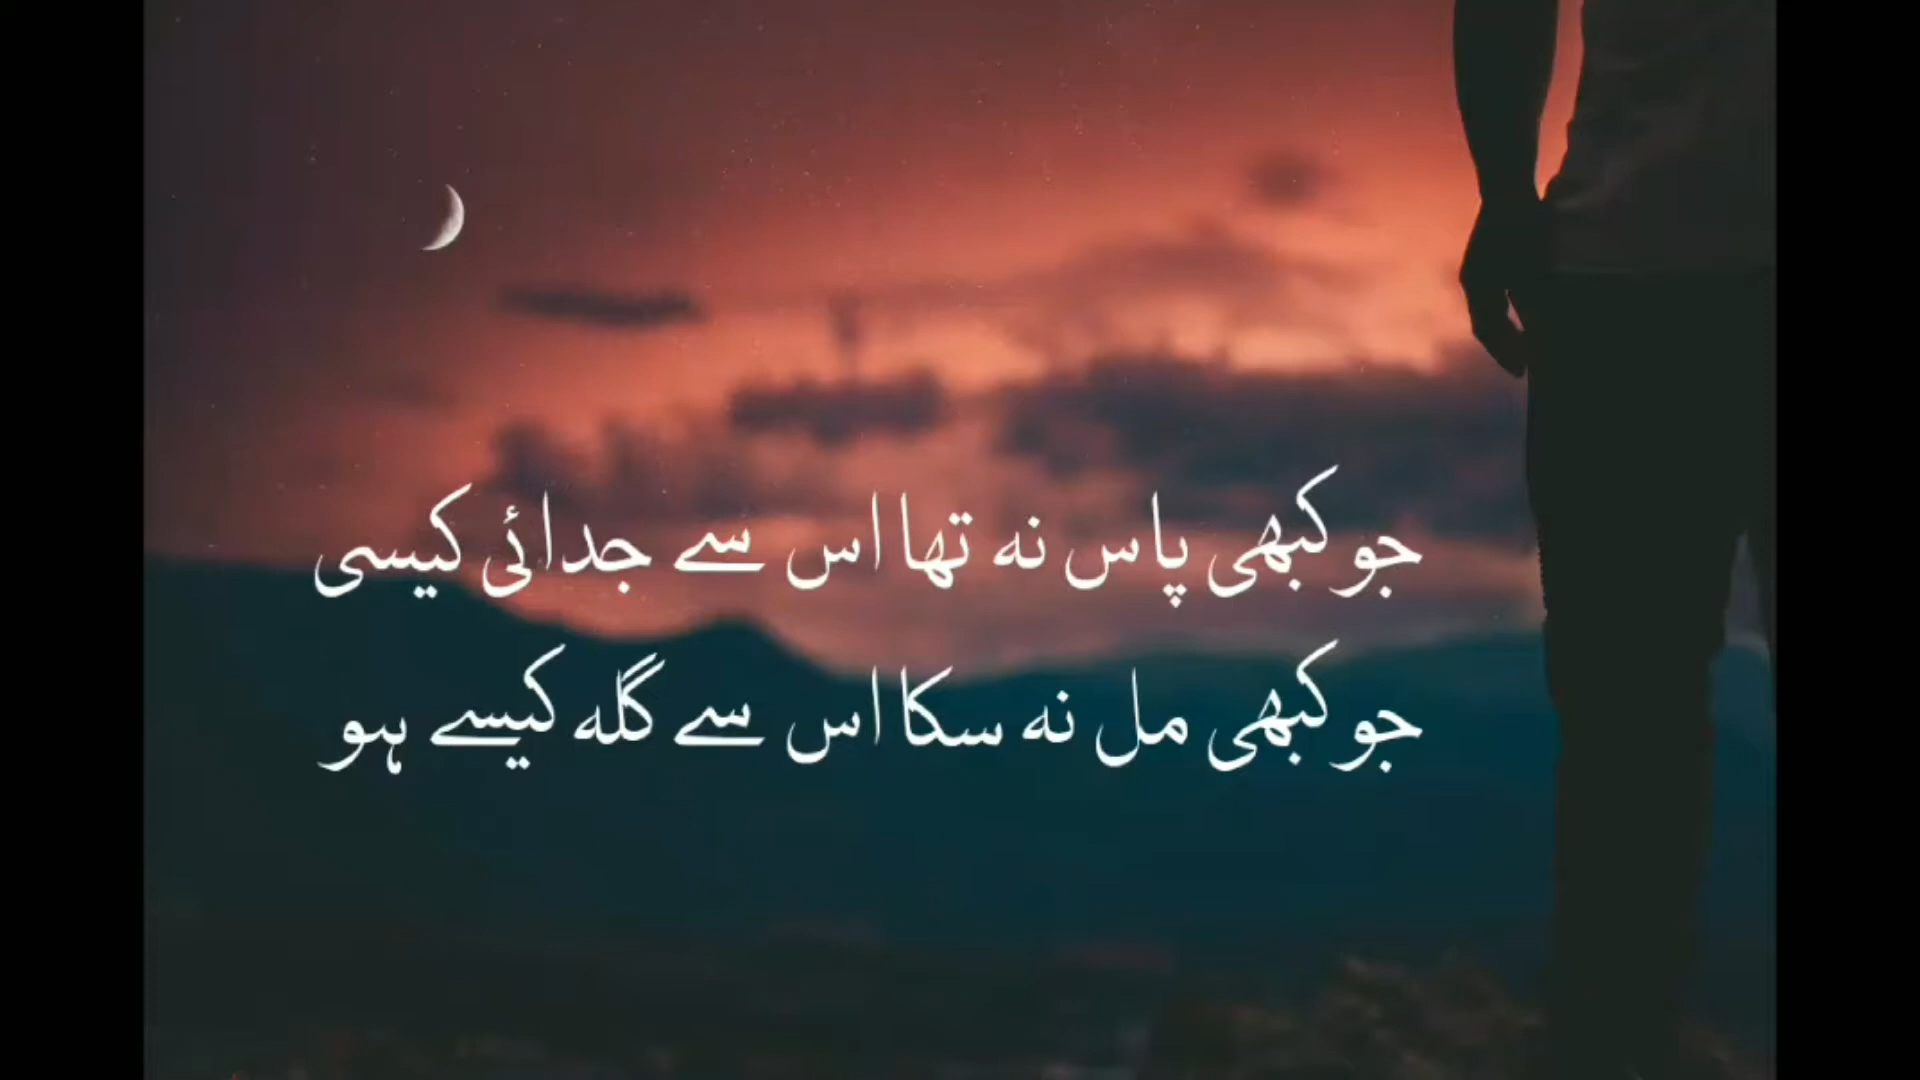 جو کبھی پاس نہ تھا اس سے جدائی کیسی
جو کبھی مل نہ سکا اس سے گلہ کیسے ہو